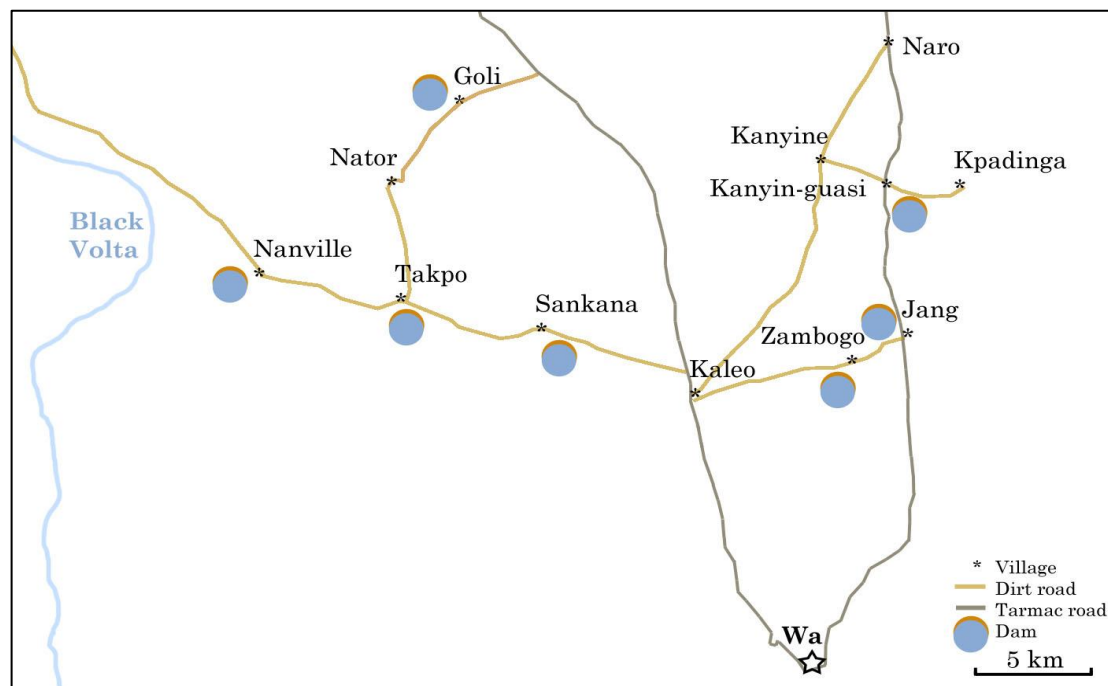 Naro
Goli
Kanyine
Nator
Kpadinga
Kanyin-guasi
Black
Volta
Nanville
Takpo
Sankana
Jang
Zambogo
Kaleo
* Village
Dirt road
Tarmac road
Dam
Wa
5 km